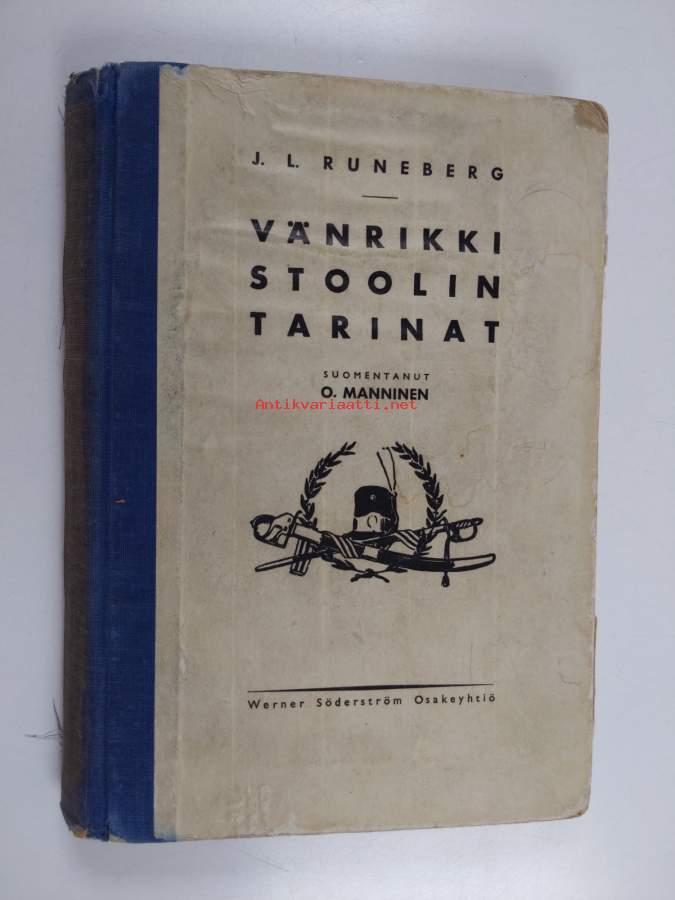 J. L. RUNEBERG
VÄNRIKKI
STOOLIN
TARINAT
SUOMENTANUT
O. MANNINEN
Antikvariaatti.net
Werner Söderström Osakeyhtiö